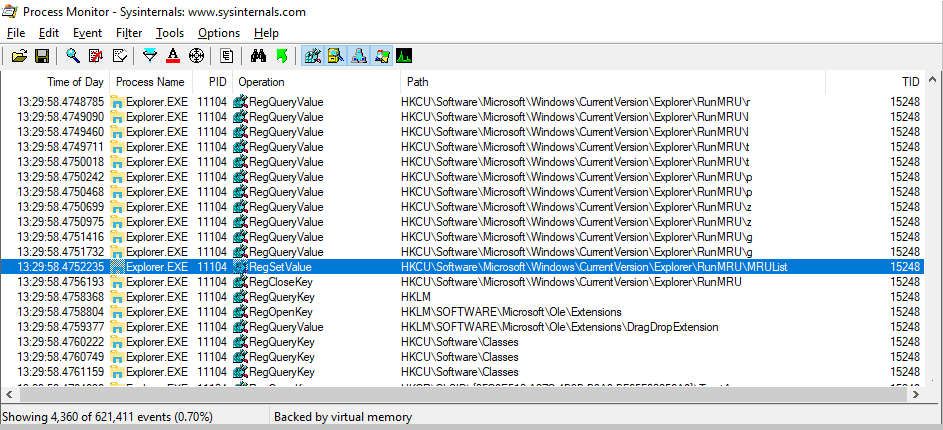 Process Monitor - Sysinternals: www.sysinternals.com
File Edit Event Filter Tools Options Help
Time of Day Process Name PID Operation Path TID
13:29:58.4748785 Explorer.EXE 11104 RegQueryValue HKCU\Software\Microsoft\Windows\CurrentVersion\Explorer\RunMRU\r 15248
13:29:58.4749090 Explorer.EXE 11104 RegQueryValue HKCU\Software\Microsoft\Windows\CurrentVersion\Explorer\RunMRU\l 15248
13:29:58.4749460 Explorer.EXE 11104 RegQueryValue HKCU\Software\Microsoft\Windows\CurrentVersion\Explorer\RunMRU\l 15248
13:29:58.4749711 Explorer.EXE 11104 RegQueryValue HKCU\Software\Microsoft\Windows\CurrentVersion\Explorer\RunMRU\t 15248
13:29:58.4750018 Explorer.EXE 11104 RegQueryValue HKCU\Software\Microsoft\Windows\CurrentVersion\Explorer\RunMRU\t 15248
13:29:58.4750242 Explorer.EXE 11104 RegQueryValue HKCU\Software\Microsoft\Windows\CurrentVersion\Explorer\RunMRU\p 15248
13:29:58.4750468 Explorer.EXE 11104 RegQueryValue HKCU\Software\Microsoft\Windows\CurrentVersion\Explorer\RunMRU\p 15248
13:29:58.4750699 Explorer.EXE 11104 RegQueryValue HKCU\Software\Microsoft\Windows\CurrentVersion\Explorer\RunMRU\z 15248
13:29:58.4750975 Explorer.EXE 11104 RegQueryValue HKCU\Software\Microsoft\Windows\CurrentVersion\Explorer\RunMRU\z 15248
13:29:58.4751416 Explorer.EXE 11104 RegQueryValue HKCU\Software\Microsoft\Windows\CurrentVersion\Explorer\RunMRU\g 15248
13:29:58.4751732 Explorer.EXE 11104 RegQueryValue HKCU\Software\Microsoft\Windows\CurrentVersion\Explorer\RunMRU\g 15248
13:29:58.4752235 Explorer.EXE 11104 RegSetValue HKCU\Software\Microsoft\Windows\CurrentVersion\Explorer\RunMRU\MRUList 15248
13:29:58.4756193 Explorer.EXE 11104 RegCloseKey HKCU\Software\Microsoft\Windows\CurrentVersion\Explorer\RunMRU 15248
13:29:58.4758368 Explorer.EXE 11104 RegQueryKey HKLM 15248
13:29:58.4758804 Explorer.EXE 11104 RegOpenKey HKLM\SOFTWARE\Microsoft\Ole\Extensions 15248
13:29:58.4759377 Explorer.EXE 11104 RegQueryValue HKLM\SOFTWARE\Microsoft\Ole\Extensions\DragDropExtension 15248
13:29:58.4760222 Explorer.EXE 11104 RegQueryKey HKCU\Software\Classes 15248
13:29:58.4760749 Explorer.EXE 11104 RegQueryKey HKCU\Software\Classes 15248
13:29:58.4761159 Explorer.EXE 11104 RegQueryKey HKCU\Software\Classes 15248
Showing 4,360 of 621,411 events (0.70%) Backed by virtual memory